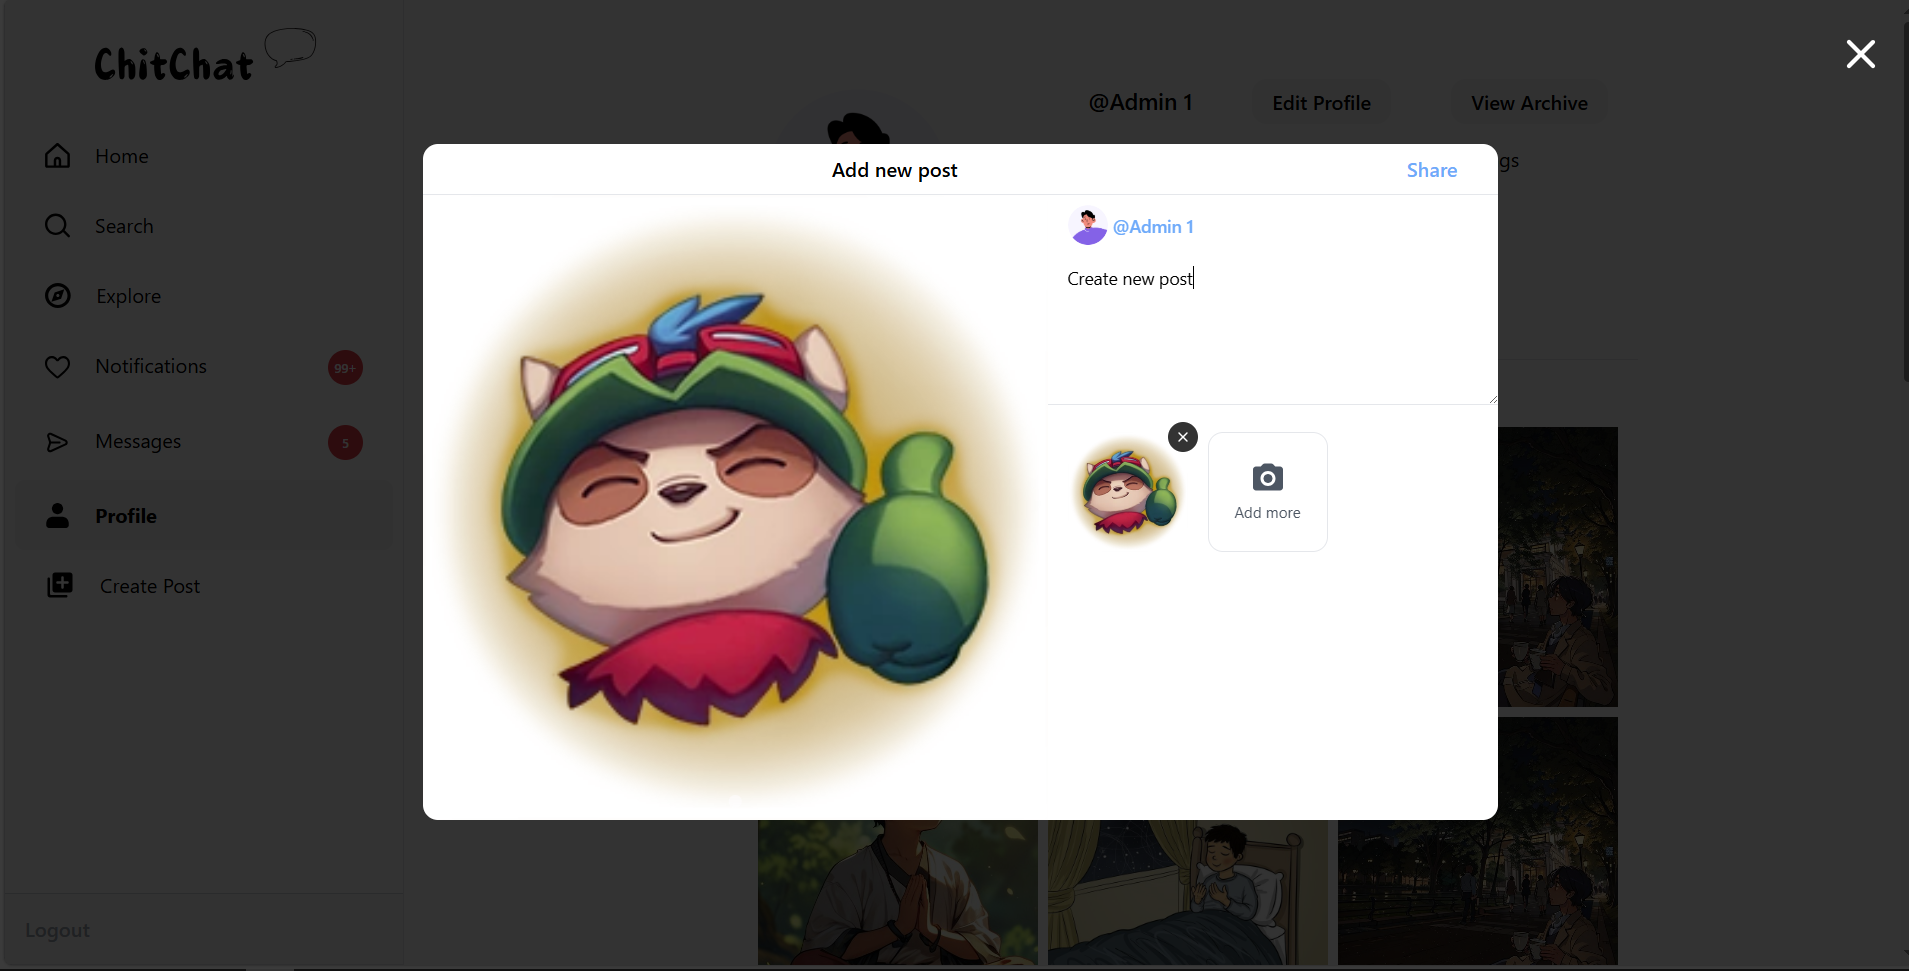 ChitChat
Home
Search
Explore
Notifications
99+
Messages
5
Profile
Create Post
Logout
@Admin 1
Edit Profile
View Archive
gs
Add new post
Share
@Admin 1
Create new post
Add more